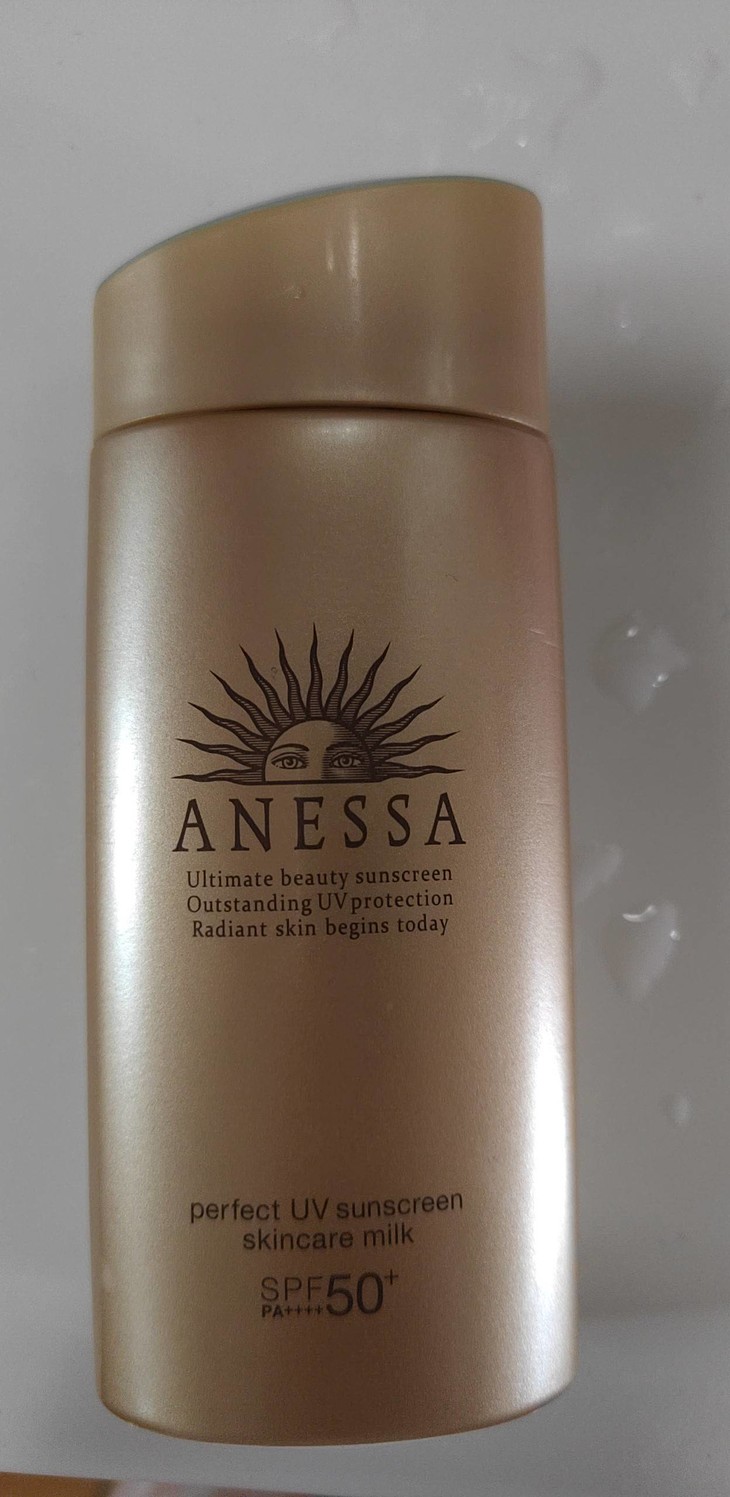 ANESSA
Ultimate beauty sunscreen
Outstanding UV protection
Radiant skin begins today
perfect UV sunscreen
skincare milk
SPF50+
PA++++